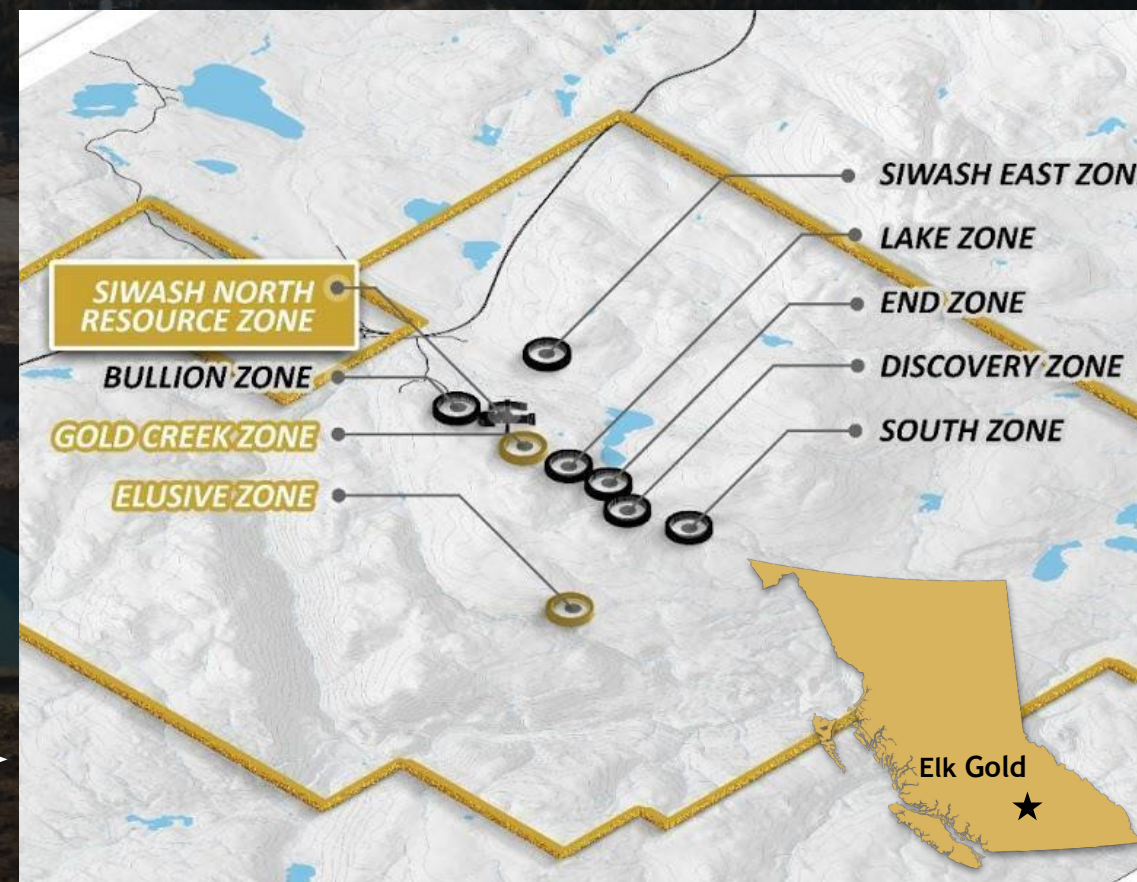 SIWASH NORTH
RESOURCE ZONE
BULLION ZONE
GOLD CREEK ZONE
ELUSIVE ZONE
SIWASH EAST ZON
LAKE ZONE
END ZONE
DISCOVERY ZONE
SOUTH ZONE
Elk Gold